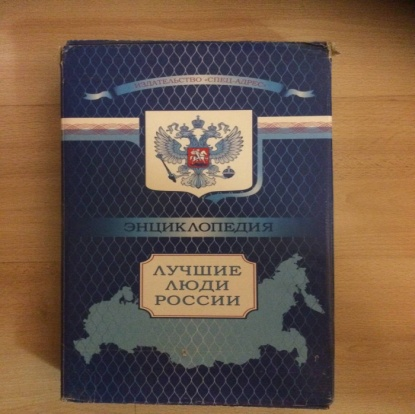 ИЗДАТЕЛЬСТВО «СПЕЦ-АДРЕС»
ЭНЦИКЛОПЕДИЯ
ЛУЧШИЕ
ЛЮДИ
РОССИИ